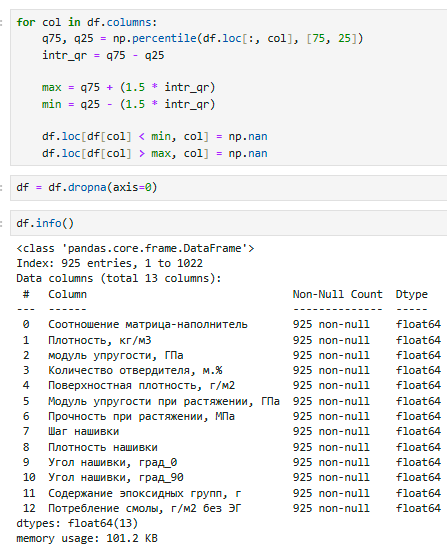 for col in df.columns:
    q75, q25 = np.percentile(df.loc[:, col], [75, 25])
    intr_qr = q75 - q25

    max = q75 + (1.5 * intr_qr)
    min = q25 - (1.5 * intr_qr)

    df.loc[df[col] < min, col] = np.nan
    df.loc[df[col] > max, col] = np.nan
df = df.dropna(axis=0)
df.info()
<class 'pandas.core.frame.DataFrame'>
Index: 925 entries, 1 to 1022
Data columns (total 13 columns):
 #   Column                                Non-Null Count  Dtype
---  ------                                --------------  -----
 0   Соотношение матрица-наполнитель       925 non-null    float64
 1   Плотность, кг/м3                      925 non-null    float64
 2   модуль упругости, ГПа                 925 non-null    float64
 3   Количество отвердителя, м.%           925 non-null    float64
 4   Поверхностная плотность, г/м2         925 non-null    float64
 5   Модуль упругости при растяжении, ГПа  925 non-null    float64
 6   Прочность при растяжении, МПа         925 non-null    float64
 7   Шаг нашивки                           925 non-null    float64
 8   Плотность нашивки                     925 non-null    float64
 9   Угол нашивки, град_0                  925 non-null    float64
 10  Угол нашивки, град_90                 925 non-null    float64
 11  Содержание эпоксидных групп, г        925 non-null    float64
 12  Потребление смолы, г/м2 без ЭГ        925 non-null    float64
dtypes: float64(13)
memory usage: 101.2 KB